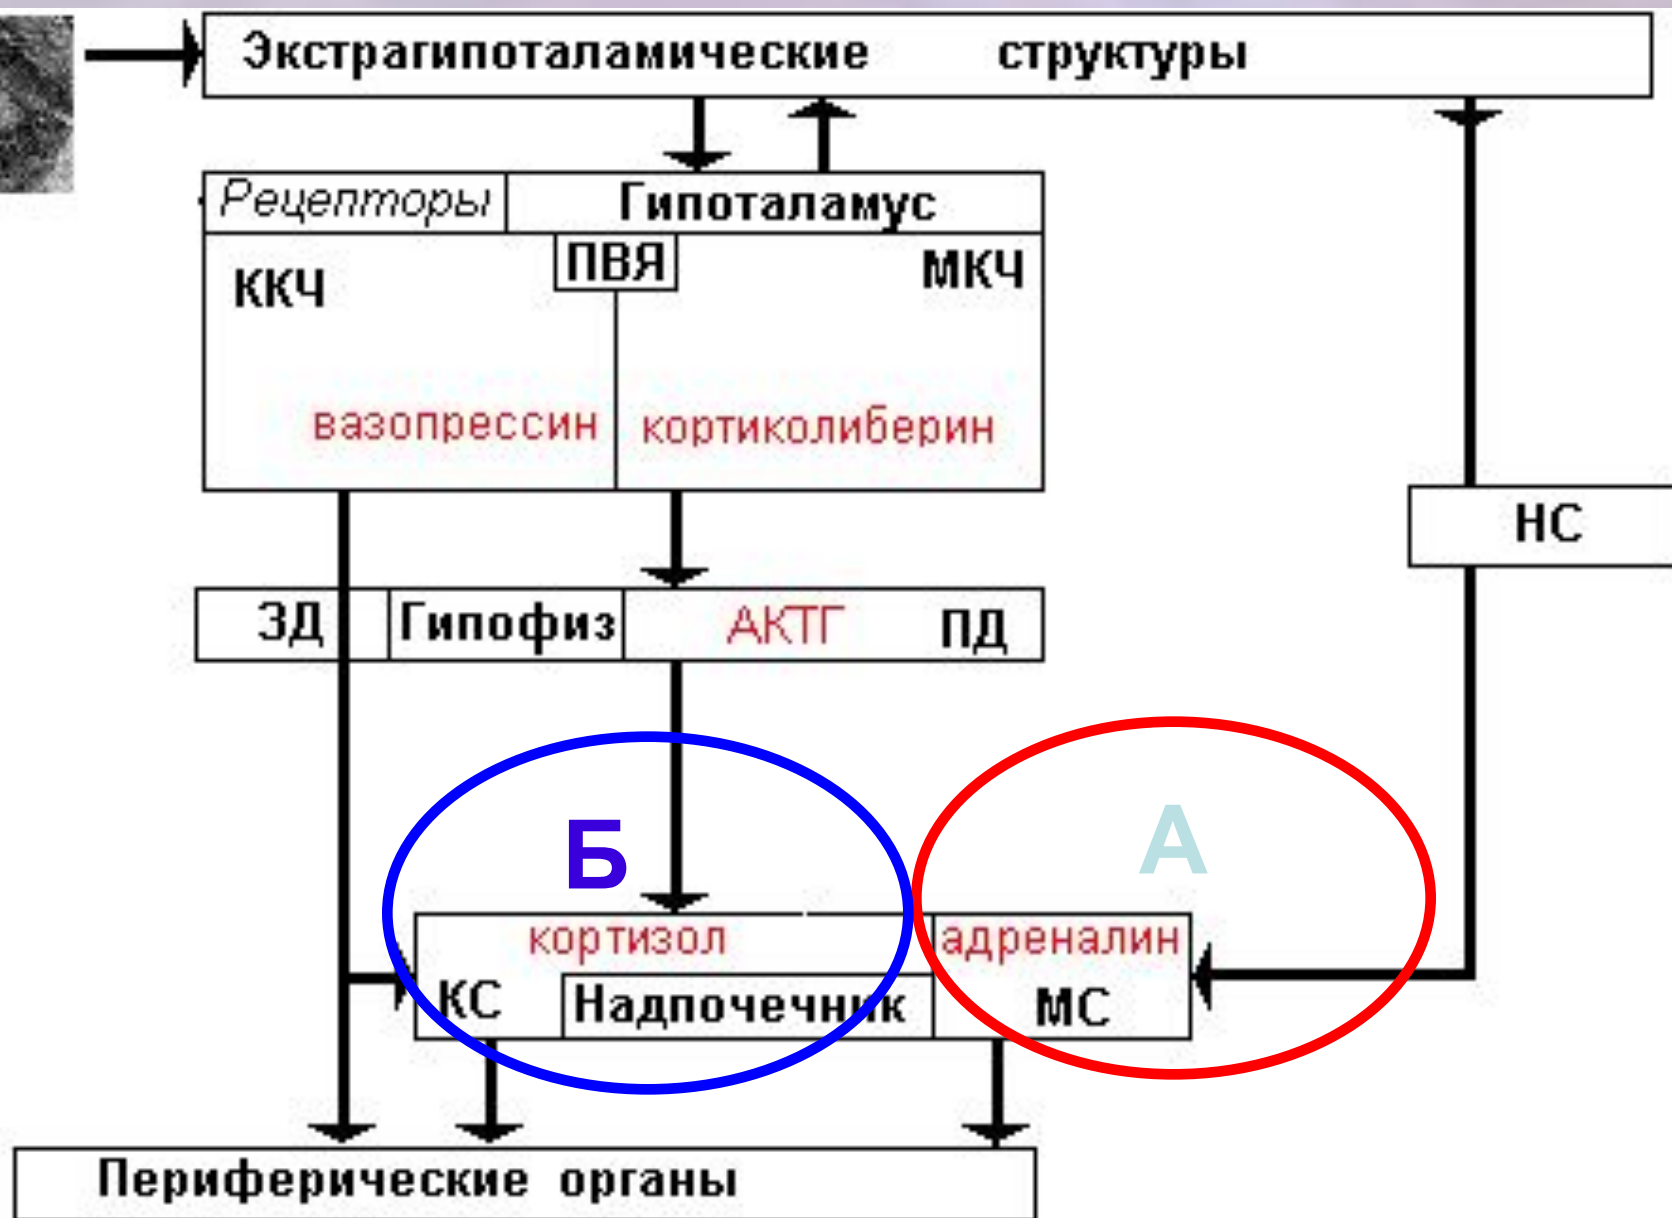 Экстрагипоталамические структуры
Рецепторы
Гипоталамус
ПВЯ
ККЧ
МКЧ
вазопрессин
кортиколиберин
НС
ЗД
Гипофиз
АКТГ
ПД
Б
А
кортизол
адреналин
КС
Надпочечник
МС
Периферические органы